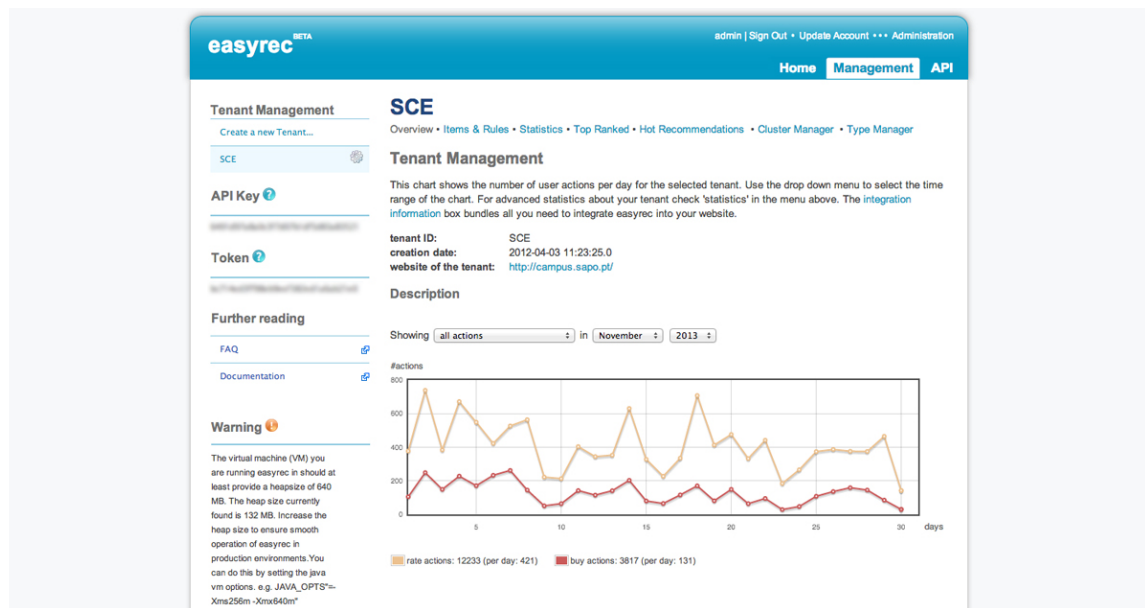 easyrec BETA
admin | Sign Out • Update Account ••• Administration
Home Management API
Tenant Management
Create a new Tenant...
SCE
API Key ?
Token ?
Further reading
FAQ
Documentation
Warning !
The virtual machine (VM) you
are running easyrec in should at
least provide a heapsize of 640
MB. The heap size currently
found is 132 MB. Increase the
heap size to ensure smooth
operation of easyrec in
production environments.You
can do this by setting the java
vm options. e.g. JAVA_OPTS"=-
Xms256m -Xmx640m"
SCE
Overview • Items & Rules • Statistics • Top Ranked • Hot Recommendations • Cluster Manager • Type Manager
Tenant Management
This chart shows the number of user actions per day for the selected tenant. Use the drop down menu to select the time
range of the chart. For advanced statistics about your tenant check 'statistics' in the menu above. The integration
information box bundles all you need to integrate easyrec into your website.
tenant ID: SCE
creation date: 2012-04-03 11:23:25.0
website of the tenant: http://campus.sapo.pt/
Description
Showing all actions in November 2013
#actions
800
600
400
200
0
5 10 15 20 25 30 days
rate actions: 12233 (per day: 421) buy actions: 3817 (per day: 131)